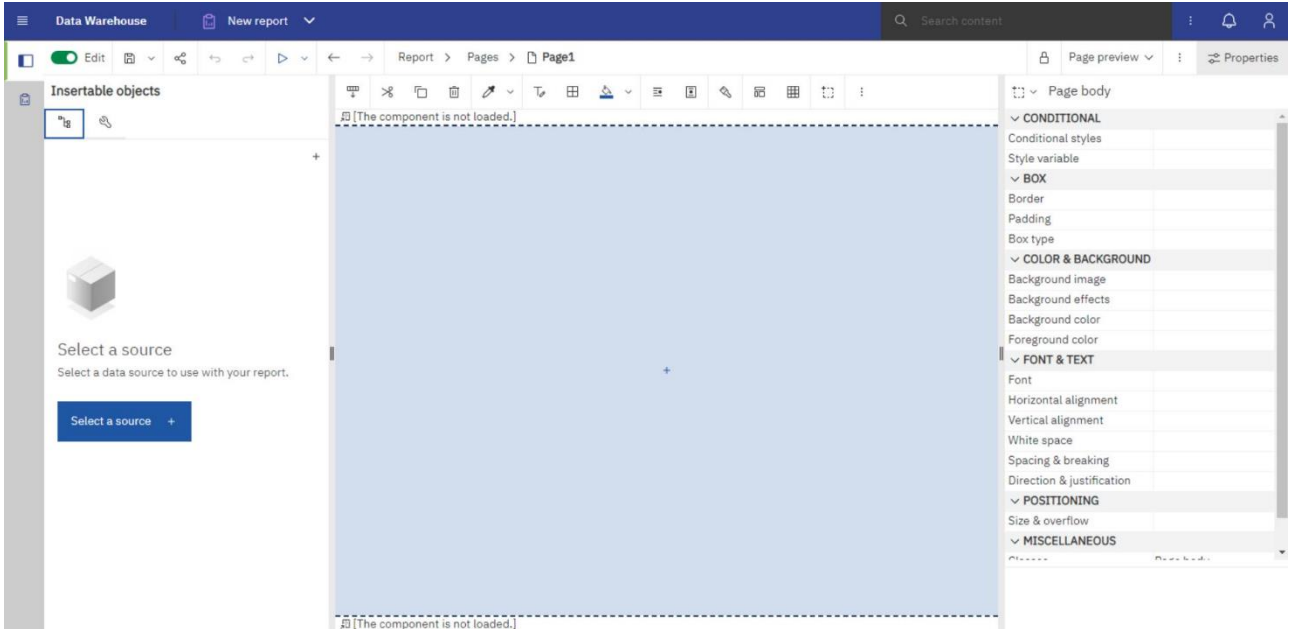 Data Warehouse New report Search content
Edit Report > Pages > Page1 Page preview Properties
Insertable objects
Page body
[The component is not loaded.]
CONDITIONAL
Conditional styles
Style variable
BOX
Border
Padding
Box type
COLOR & BACKGROUND
Background image
Background effects
Background color
Foreground color
Select a source
Select a data source to use with your report.
Select a source +
FONT & TEXT
Font
Horizontal alignment
Vertical alignment
White space
Spacing & breaking
Direction & justification
POSITIONING
Size & overflow
MISCELLANEOUS
[The component is not loaded.]